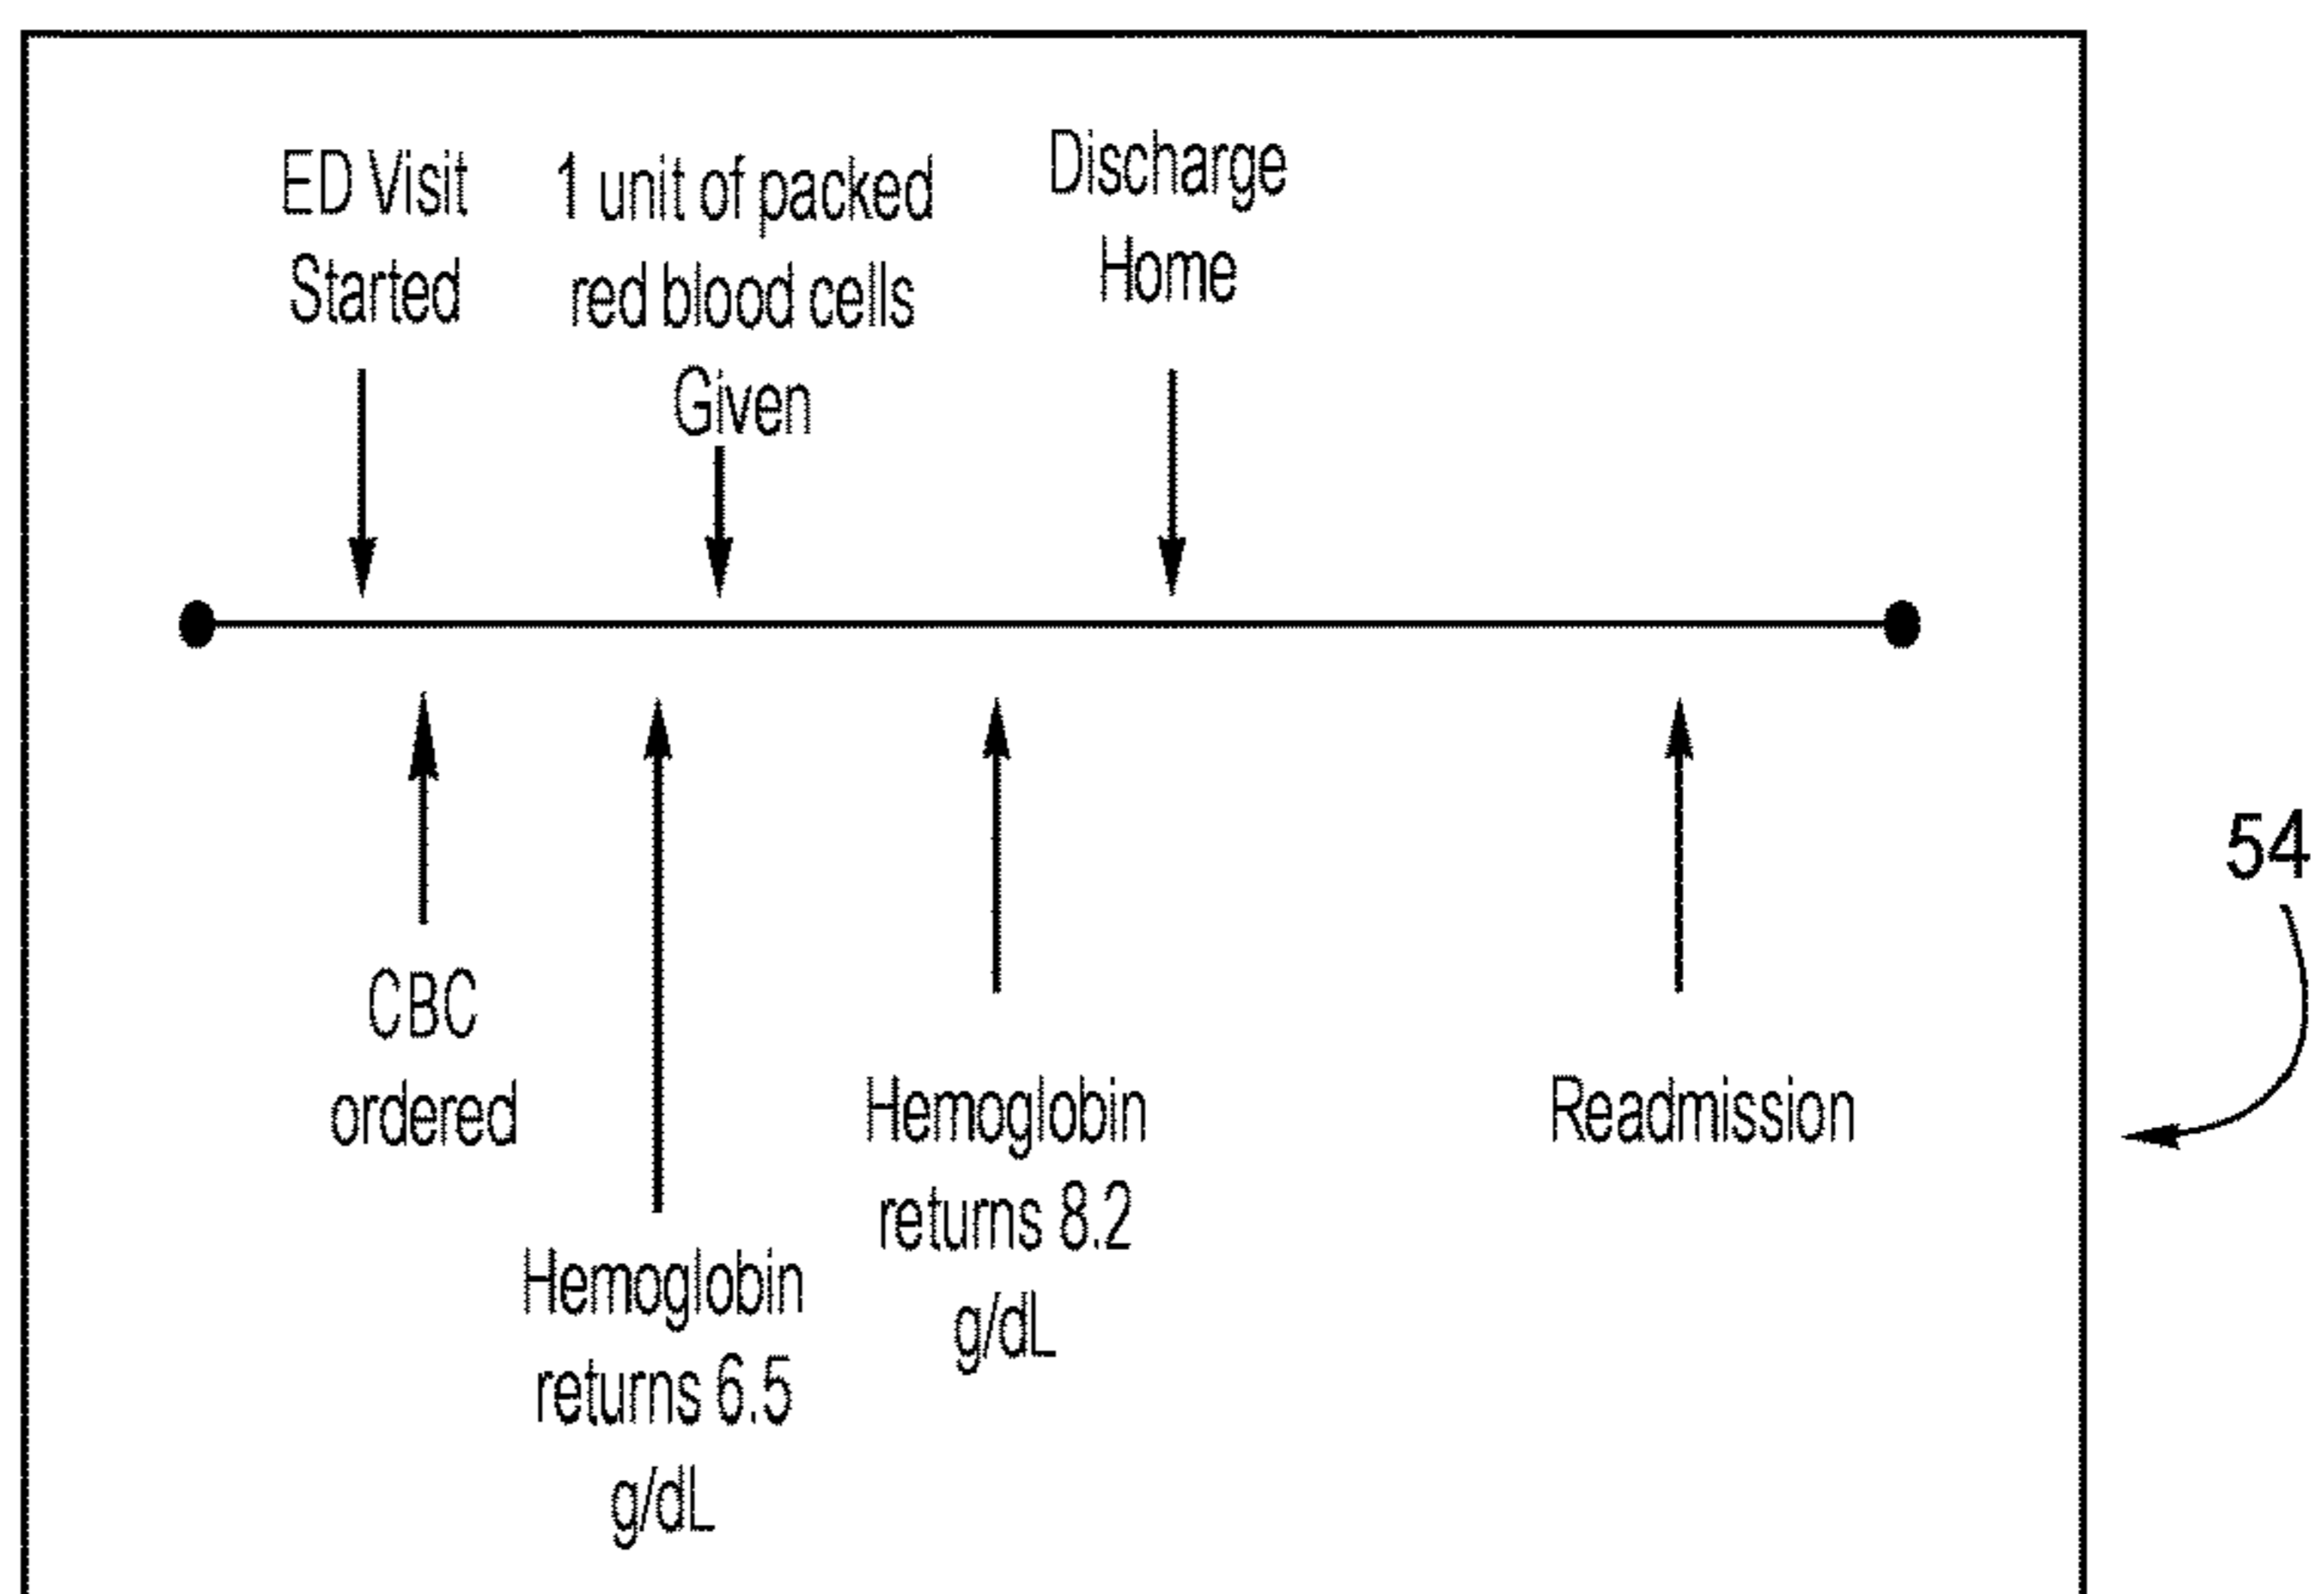 ED Visit
Started
1 unit of packed
red blood cells
Given
Discharge
Home
CBC
ordered
Hemoglobin
returns 6.5
g/dL
Hemoglobin
returns 8.2
g/dL
Readmission
54